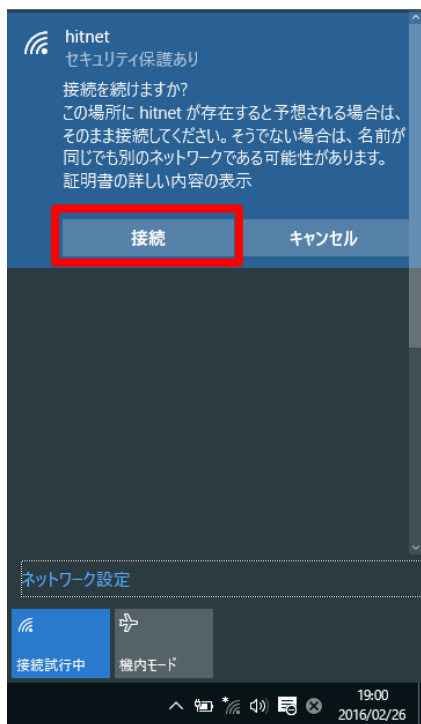 hitnet
セキュリティ保護あり
接続を続けますか?
この場所に hitnet が存在すると予想される場合は、
そのまま接続してください。そうでない場合は、名前が
同じでも別のネットワークである可能性があります。
証明書の詳しい内容の表示
接続 キャンセル
ネットワーク設定
接続試行中 機内モード
19:00
2016/02/26